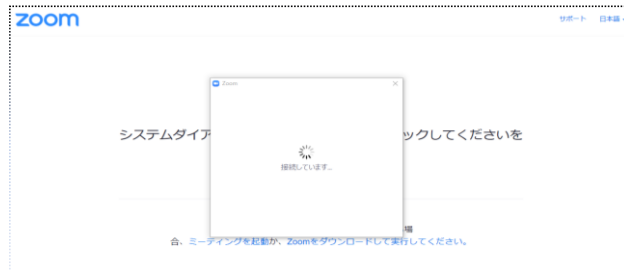 zoom
サポート 日本語
Zoom
システムダイア
ックしてくださいを
接続しています...
場
合、ミーティングを起動か、Zoomをダウンロードして実行してください。